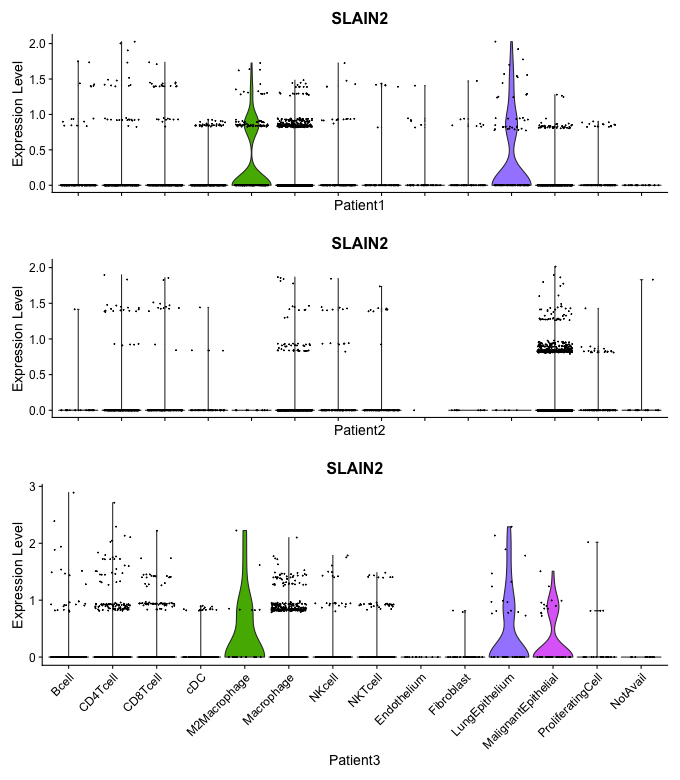 SLAIN2
Expression Level
2.0
1.5
1.0
0.5
0.0
Patient1
SLAIN2
Expression Level
2.0
1.5
1.0
0.5
0.0
Patient2
SLAIN2
Expression Level
3
2
1
0
Bcell
CD4Tcell
CD8Tcell
cDC
M2Macrophage
Macrophage
NKcell
NKTcell
Endothelium
Fibroblast
LungEpithelium
MalignantEpithelial
ProliferatingCell
NotAvail
Patient3